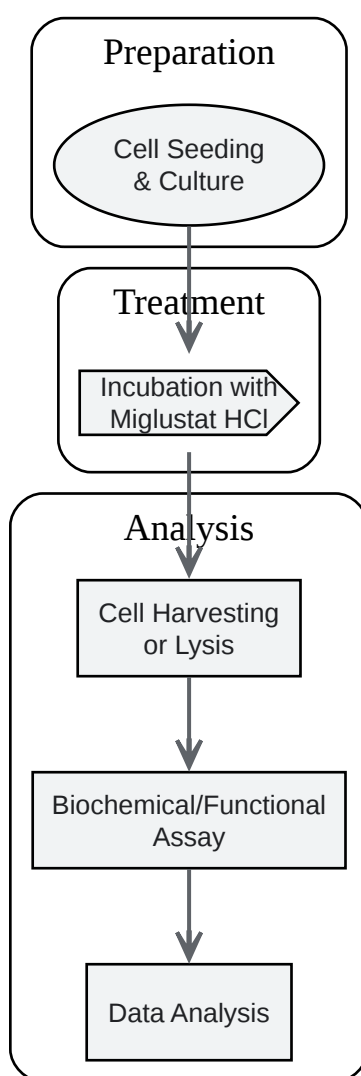 Preparation
Cell Seeding
& Culture
Treatment
Incubation with
Miglustat HCl
Analysis
Cell Harvesting
or Lysis
Biochemical/Functional
Assay
Data Analysis